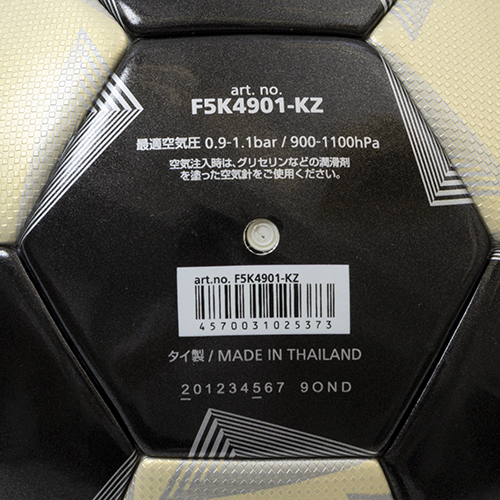 art. no.
F5K4901-KZ
最適空気圧 0.9-1.1bar / 900-1100hPa
空気注入時は、グリセリンなどの潤滑剤
を塗った空気針をご使用ください。
art.no. F5K4901-KZ
4570031025373
タイ製 / MADE IN THAILAND
201234567 9OND